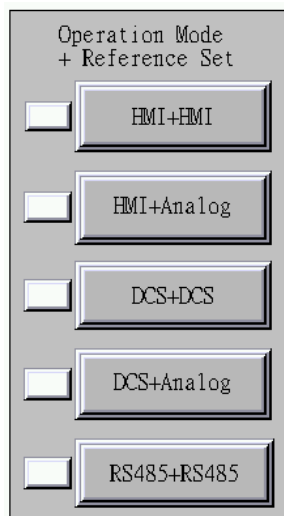 Operation Mode
+ Reference Set
HMI+HMI
HMI+Analog
DCS+DCS
DCS+Analog
RS485+RS485